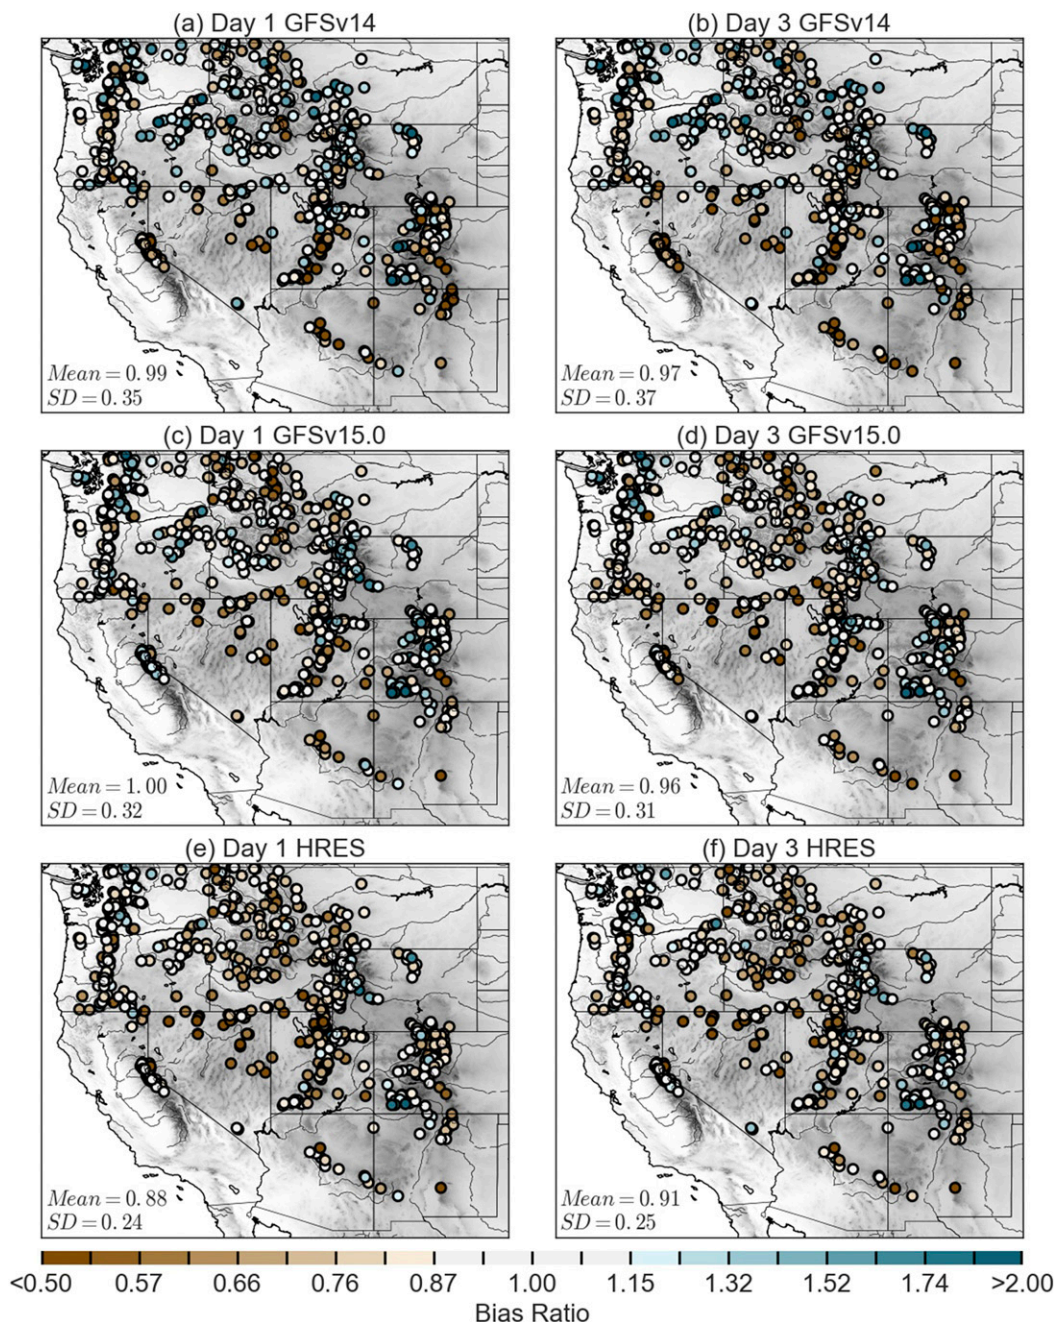 (a) Day 1 GFSv14
(b) Day 3 GFSv14
Mean = 0.99
SD = 0.35
Mean = 0.97
SD = 0.37
(c) Day 1 GFSv15.0
(d) Day 3 GFSv15.0
Mean = 1.00
SD = 0.32
Mean = 0.96
SD = 0.31
(e) Day 1 HRES
(f) Day 3 HRES
Mean = 0.88
SD = 0.24
Mean = 0.91
SD = 0.25
<0.50 0.57 0.66 0.76 0.87 1.00 1.15 1.32 1.52 1.74 >2.00
Bias Ratio